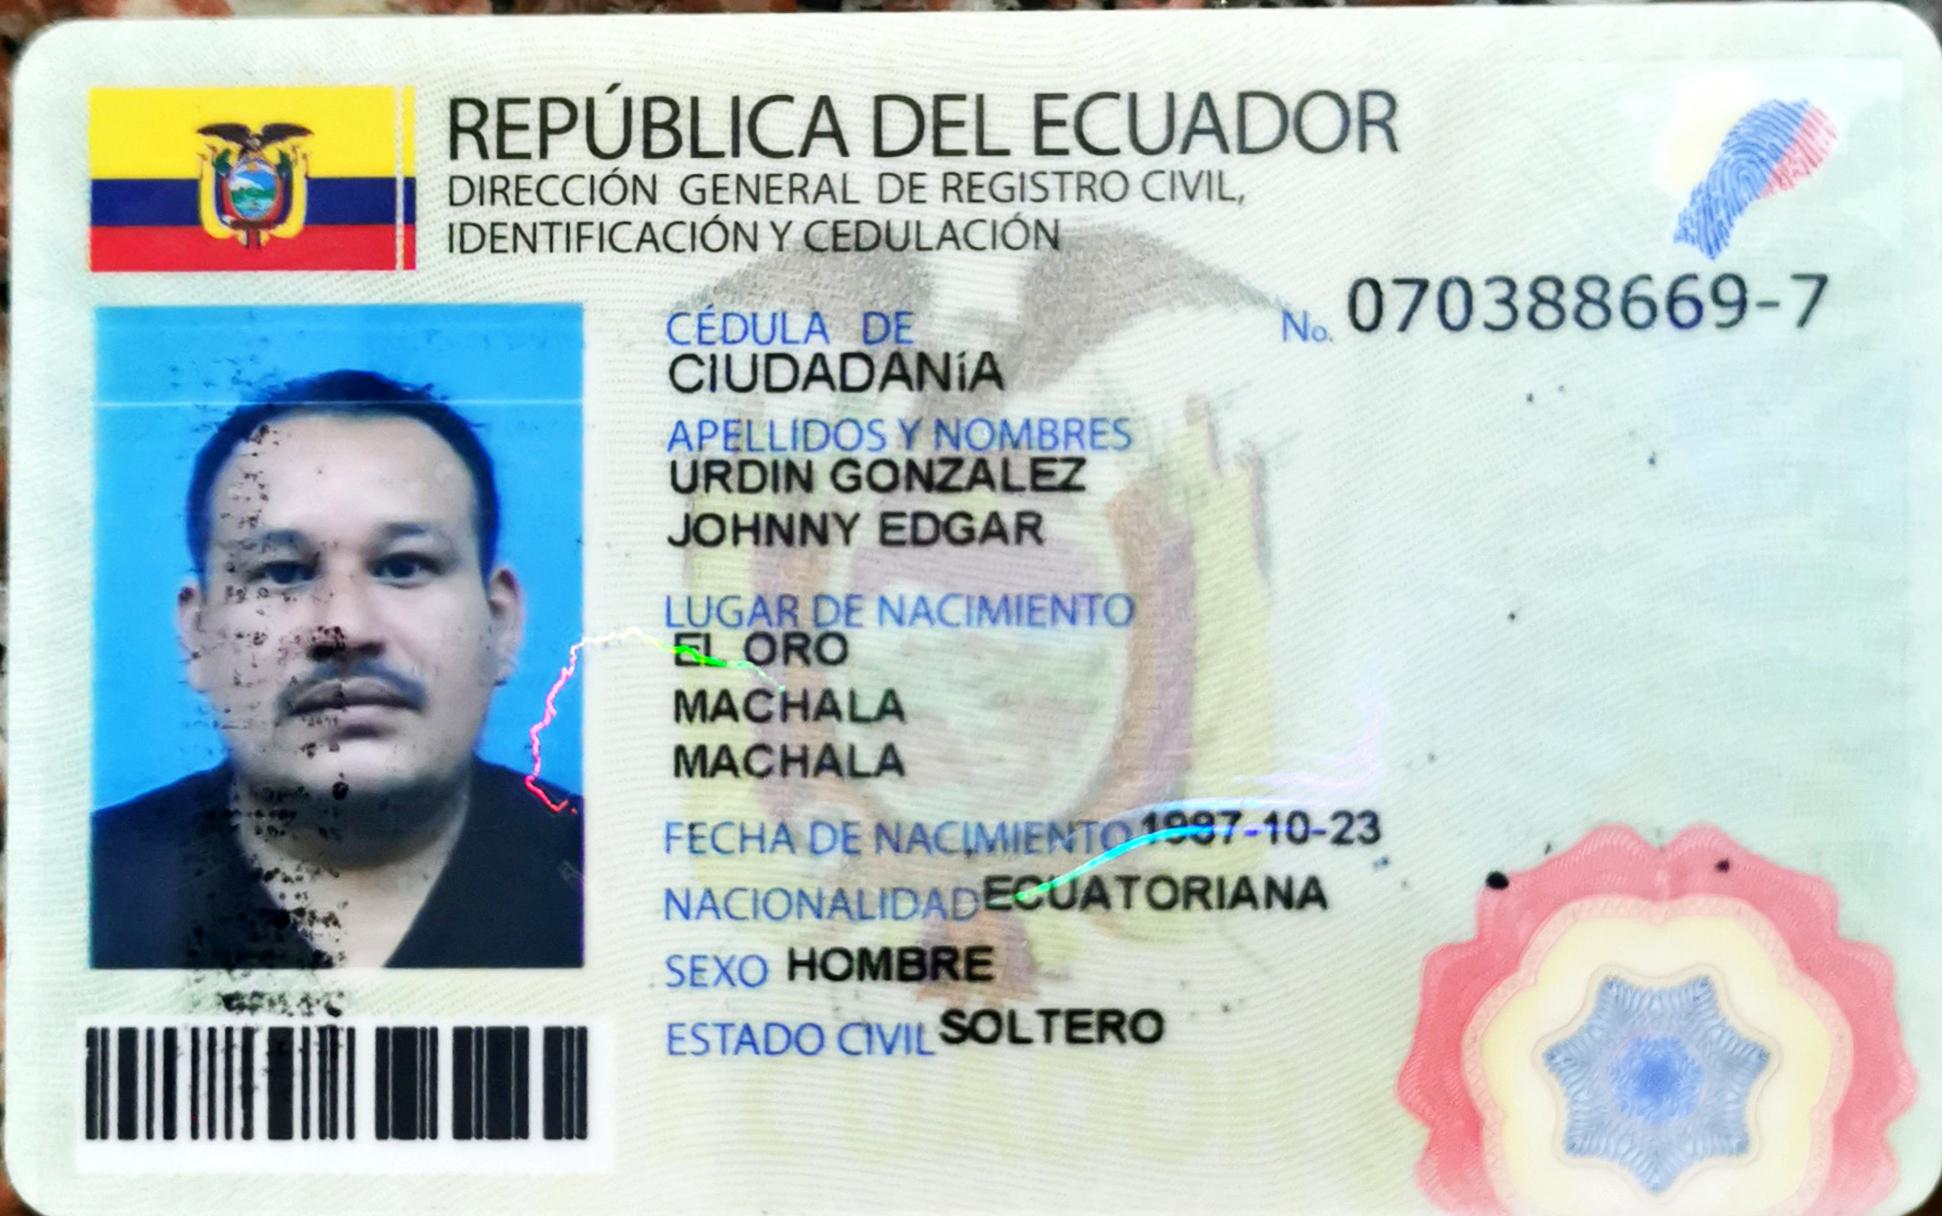 REPÚBLICA DEL ECUADOR
DIRECCIÓN GENERAL DE REGISTRO CIVIL,
IDENTIFICACIÓN Y CEDULACIÓN
CÉDULA DE No. 070388669-7
CIUDADANíA
APELLIDOS Y NOMBRES
URDIN GONZALEZ
JOHNNY EDGAR
LUGAR DE NACIMIENTO
EL ORO
MACHALA
MACHALA
FECHA DE NACIMIENTO 1987-10-23
NACIONALIDAD ECUATORIANA
SEXO HOMBRE
ESTADO CIVIL SOLTERO